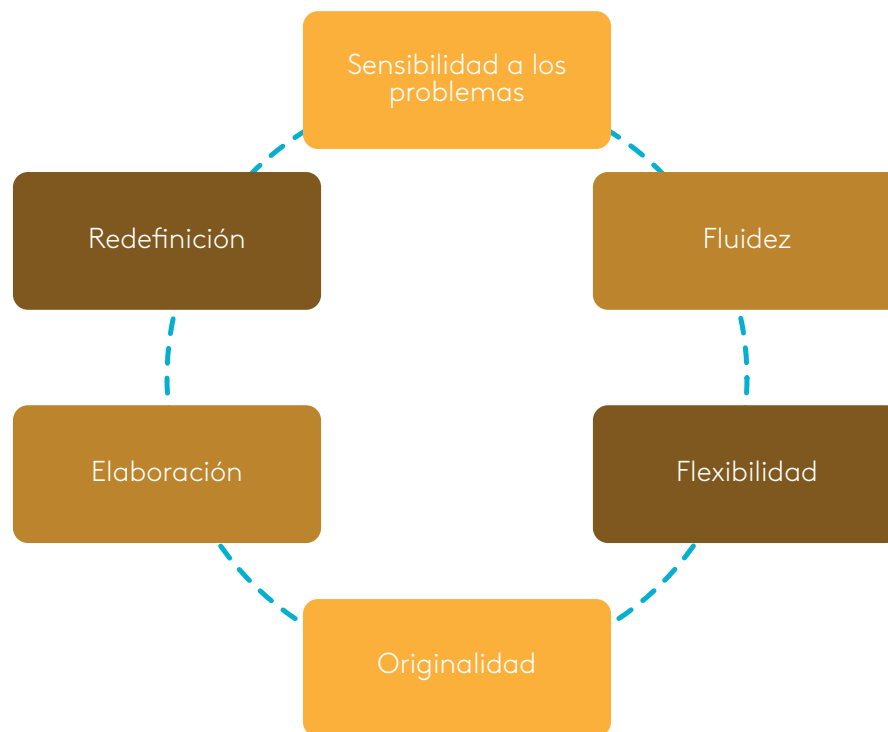 Sensibilidad a los
problemas
Redefinición
Fluidez
Elaboración
Flexibilidad
Originalidad